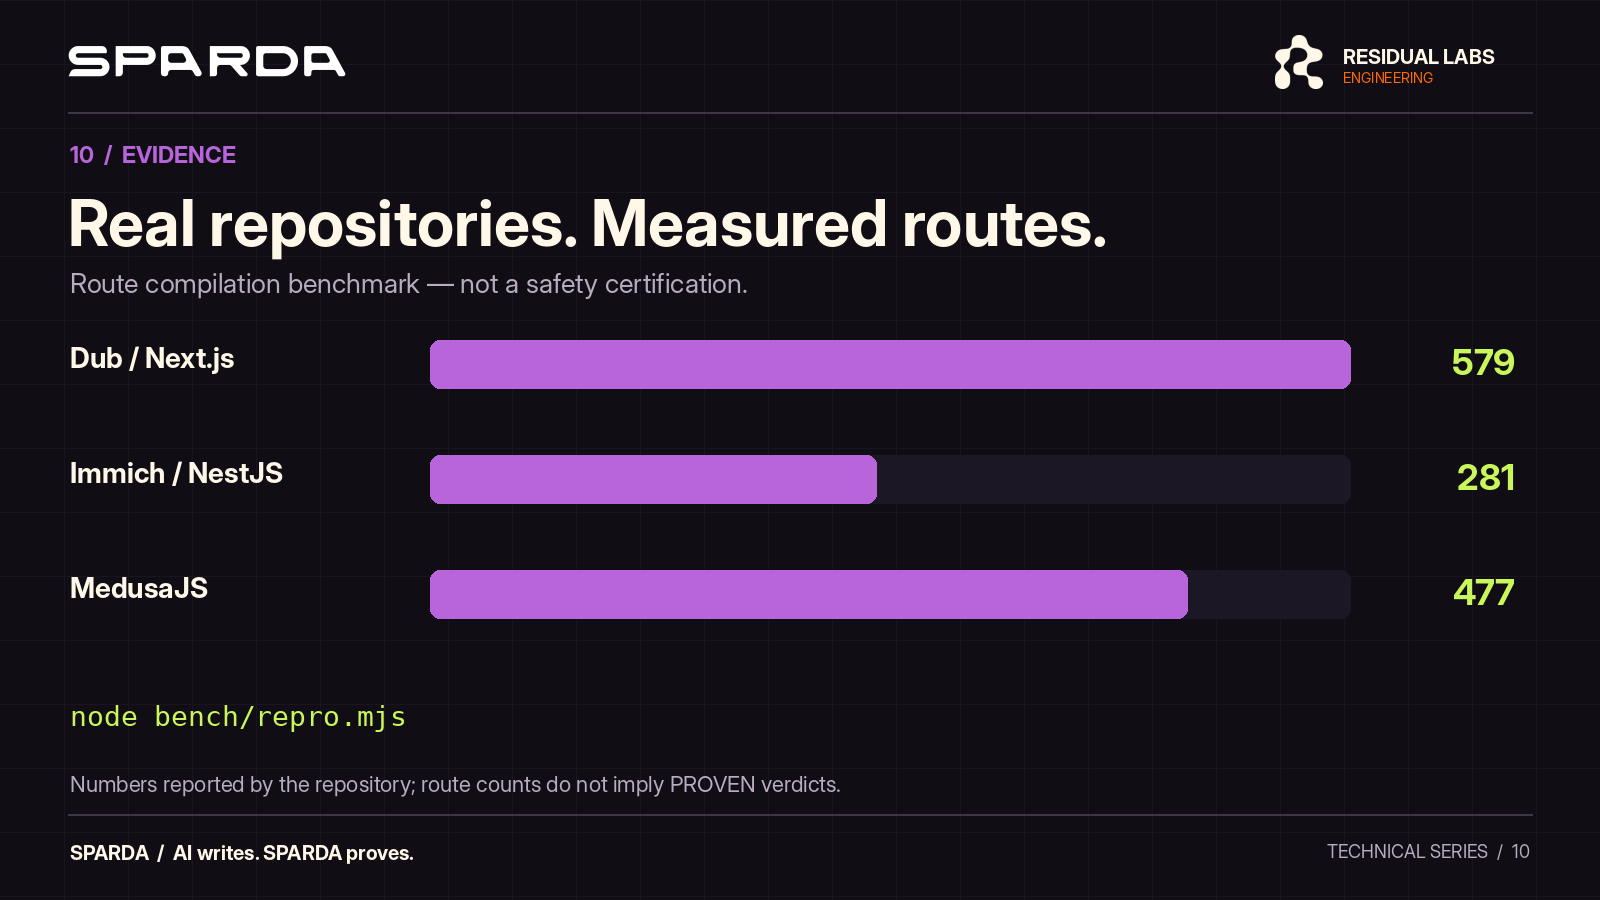 SPARDA
RESIDUAL LABS
ENGINEERING
10 / EVIDENCE
Real repositories. Measured routes.
Route compilation benchmark — not a safety certification.
Dub / Next.js
579
Immich / NestJS
281
MedusaJS
477
node bench/repro.mjs
Numbers reported by the repository; route counts do not imply PROVEN verdicts.
SPARDA / AI writes. SPARDA proves.
TECHNICAL SERIES / 10